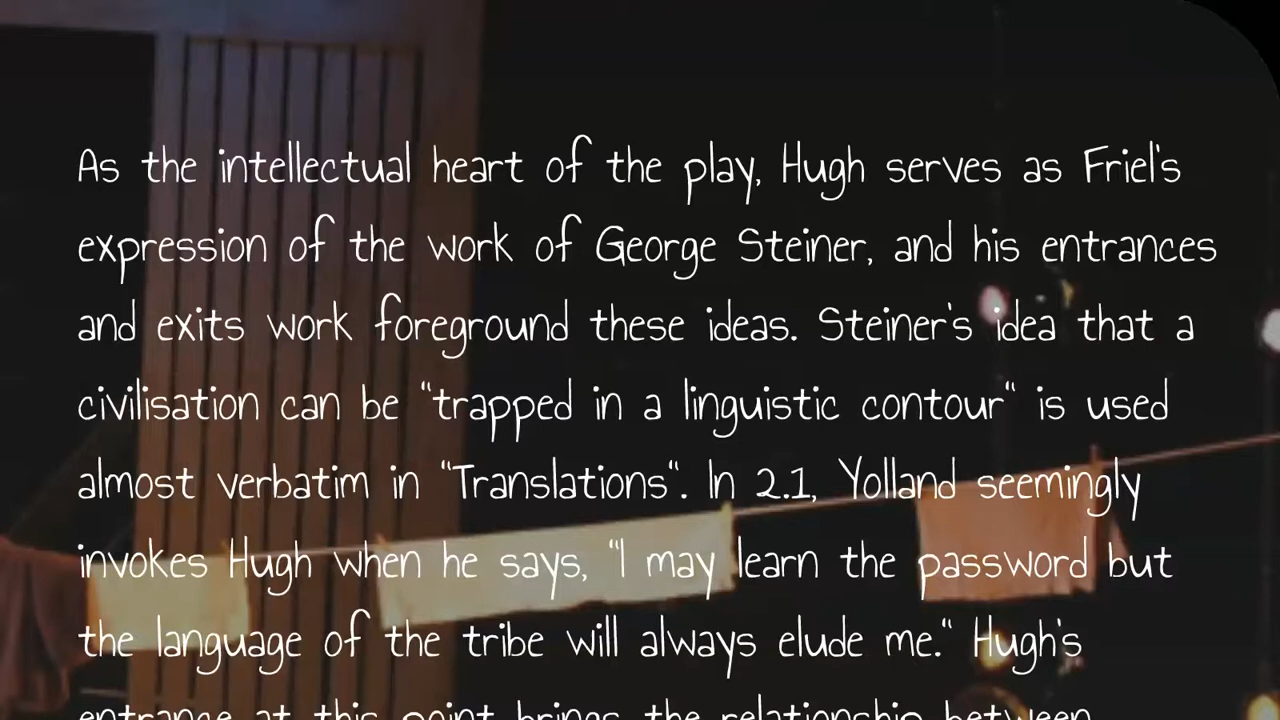 As the intellectual heart of the play, Hugh serves as Friel's
expression of the work of George Steiner, and his entrances
and exits work foreground these ideas. Steiner's idea that a
civilisation can be "trapped in a linguistic contour" is used
almost verbatim in "Translations". In 2.1, Yolland seemingly
invokes Hugh when he says, "I may learn the password but
the language of the tribe will always elude me." Hugh's
entrance at this point brings the relationship between